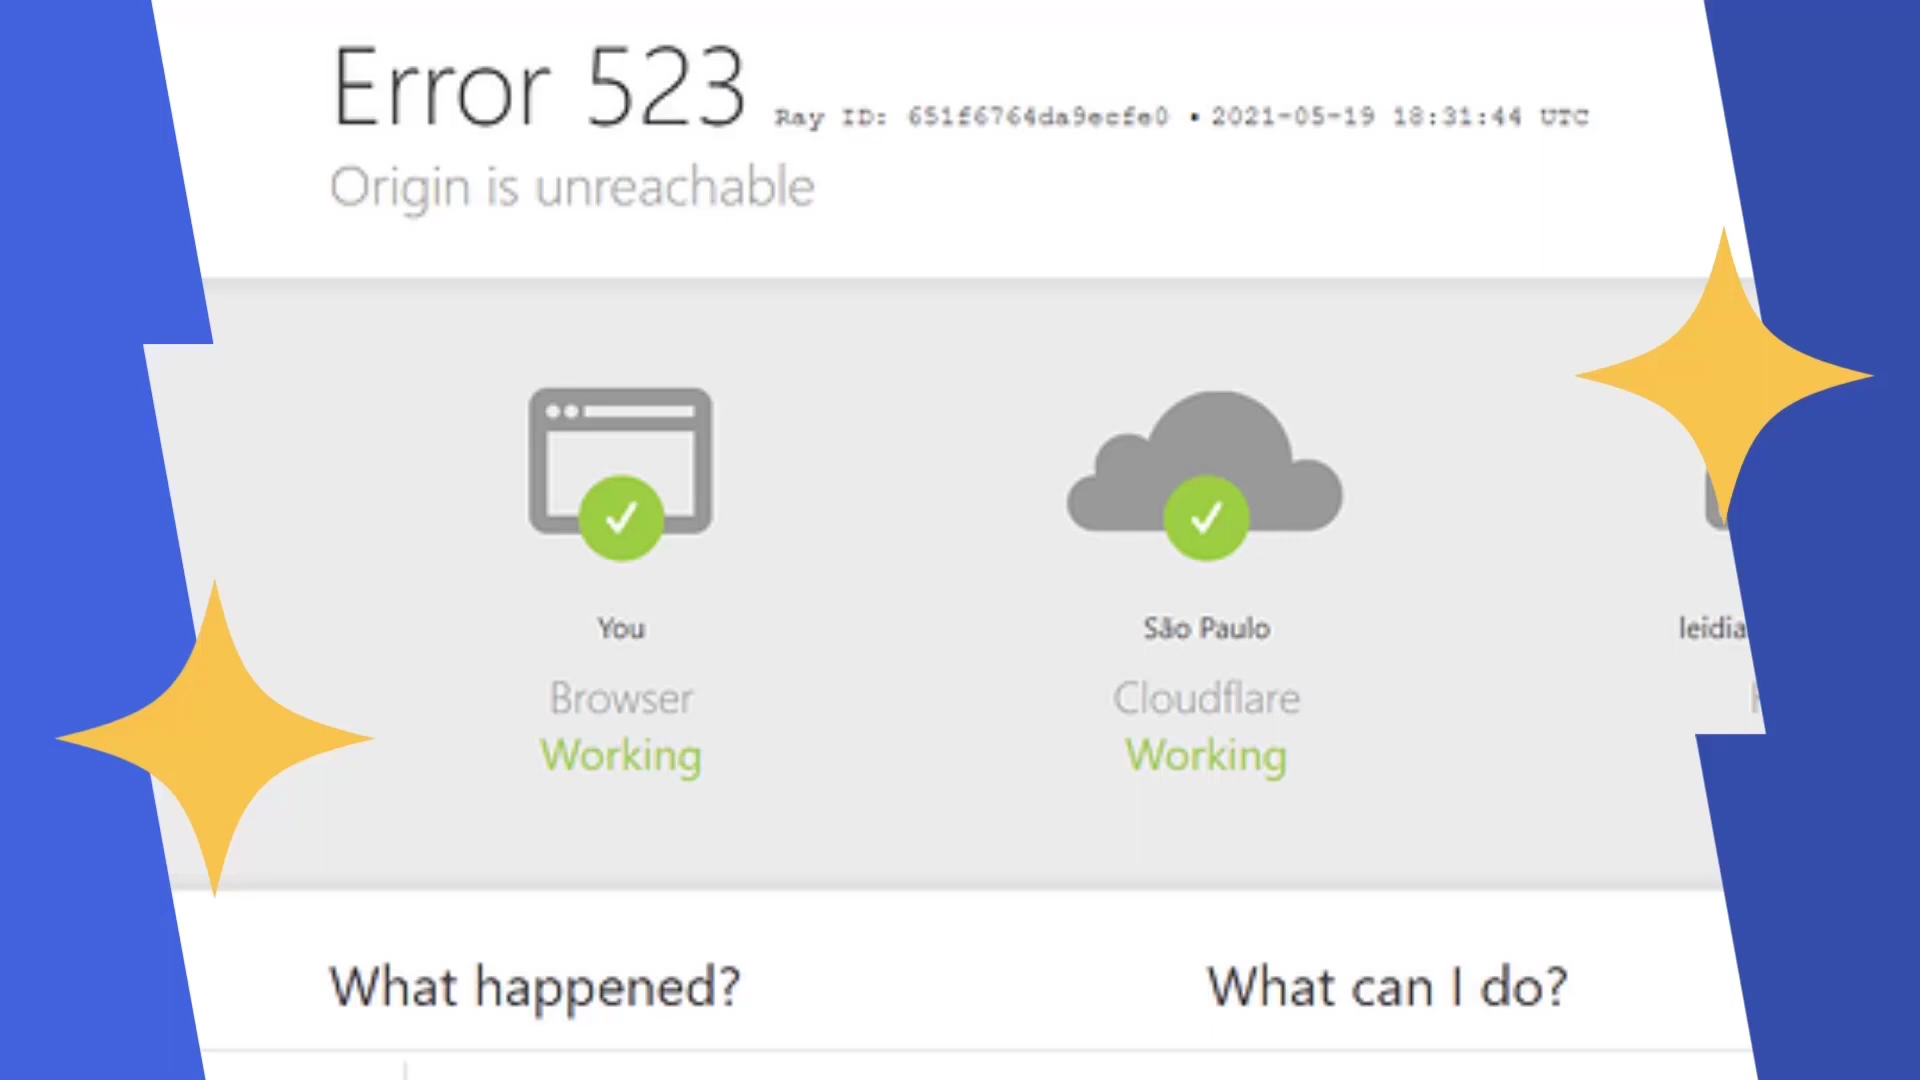 Error 523 Ray ID: 651f6764da9ecfe0 • 2021-05-19 18:31:44 UTC
Origin is unreachable
You
São Paulo
leidia
Browser
Cloudflare
Working
Working
What happened?
What can I do?